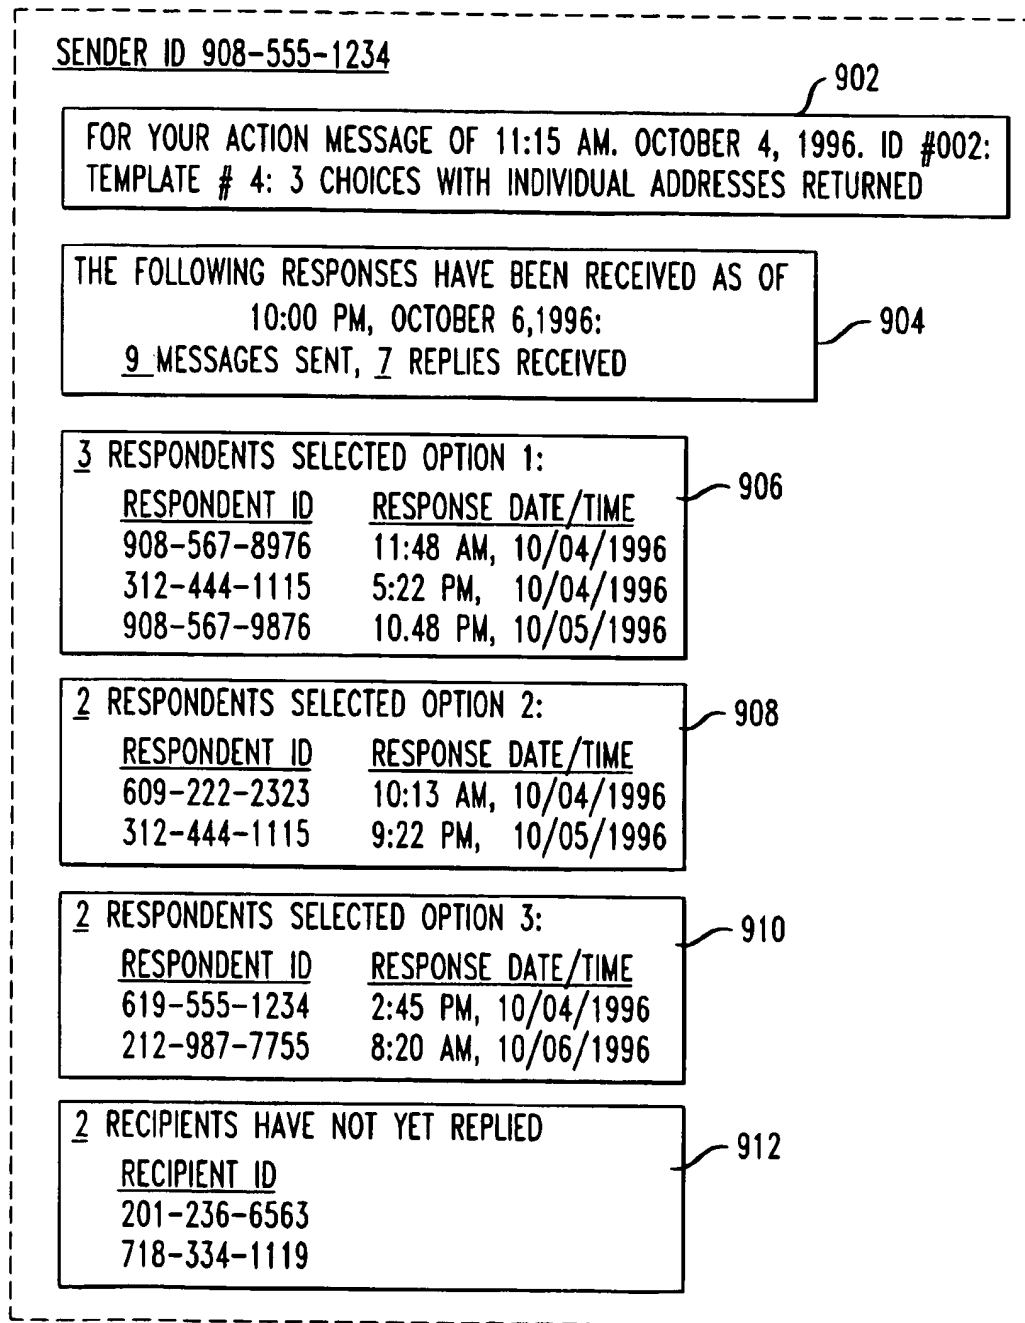 SENDER ID 908-555-1234
902
FOR YOUR ACTION MESSAGE OF 11:15 AM. OCTOBER 4, 1996. ID #002:
TEMPLATE # 4: 3 CHOICES WITH INDIVIDUAL ADDRESSES RETURNED
THE FOLLOWING RESPONSES HAVE BEEN RECEIVED AS OF
10:00 PM, OCTOBER 6,1996:
9 MESSAGES SENT, 7 REPLIES RECEIVED
904
3 RESPONDENTS SELECTED OPTION 1:
906
RESPONDENT ID RESPONSE DATE/TIME
908-567-8976 11:48 AM, 10/04/1996
312-444-1115 5:22 PM, 10/04/1996
908-567-9876 10.48 PM, 10/05/1996
2 RESPONDENTS SELECTED OPTION 2:
908
RESPONDENT ID RESPONSE DATE/TIME
609-222-2323 10:13 AM, 10/04/1996
312-444-1115 9:22 PM, 10/05/1996
2 RESPONDENTS SELECTED OPTION 3:
910
RESPONDENT ID RESPONSE DATE/TIME
619-555-1234 2:45 PM, 10/04/1996
212-987-7755 8:20 AM, 10/06/1996
2 RECIPIENTS HAVE NOT YET REPLIED
912
RECIPIENT ID
201-236-6563
718-334-1119